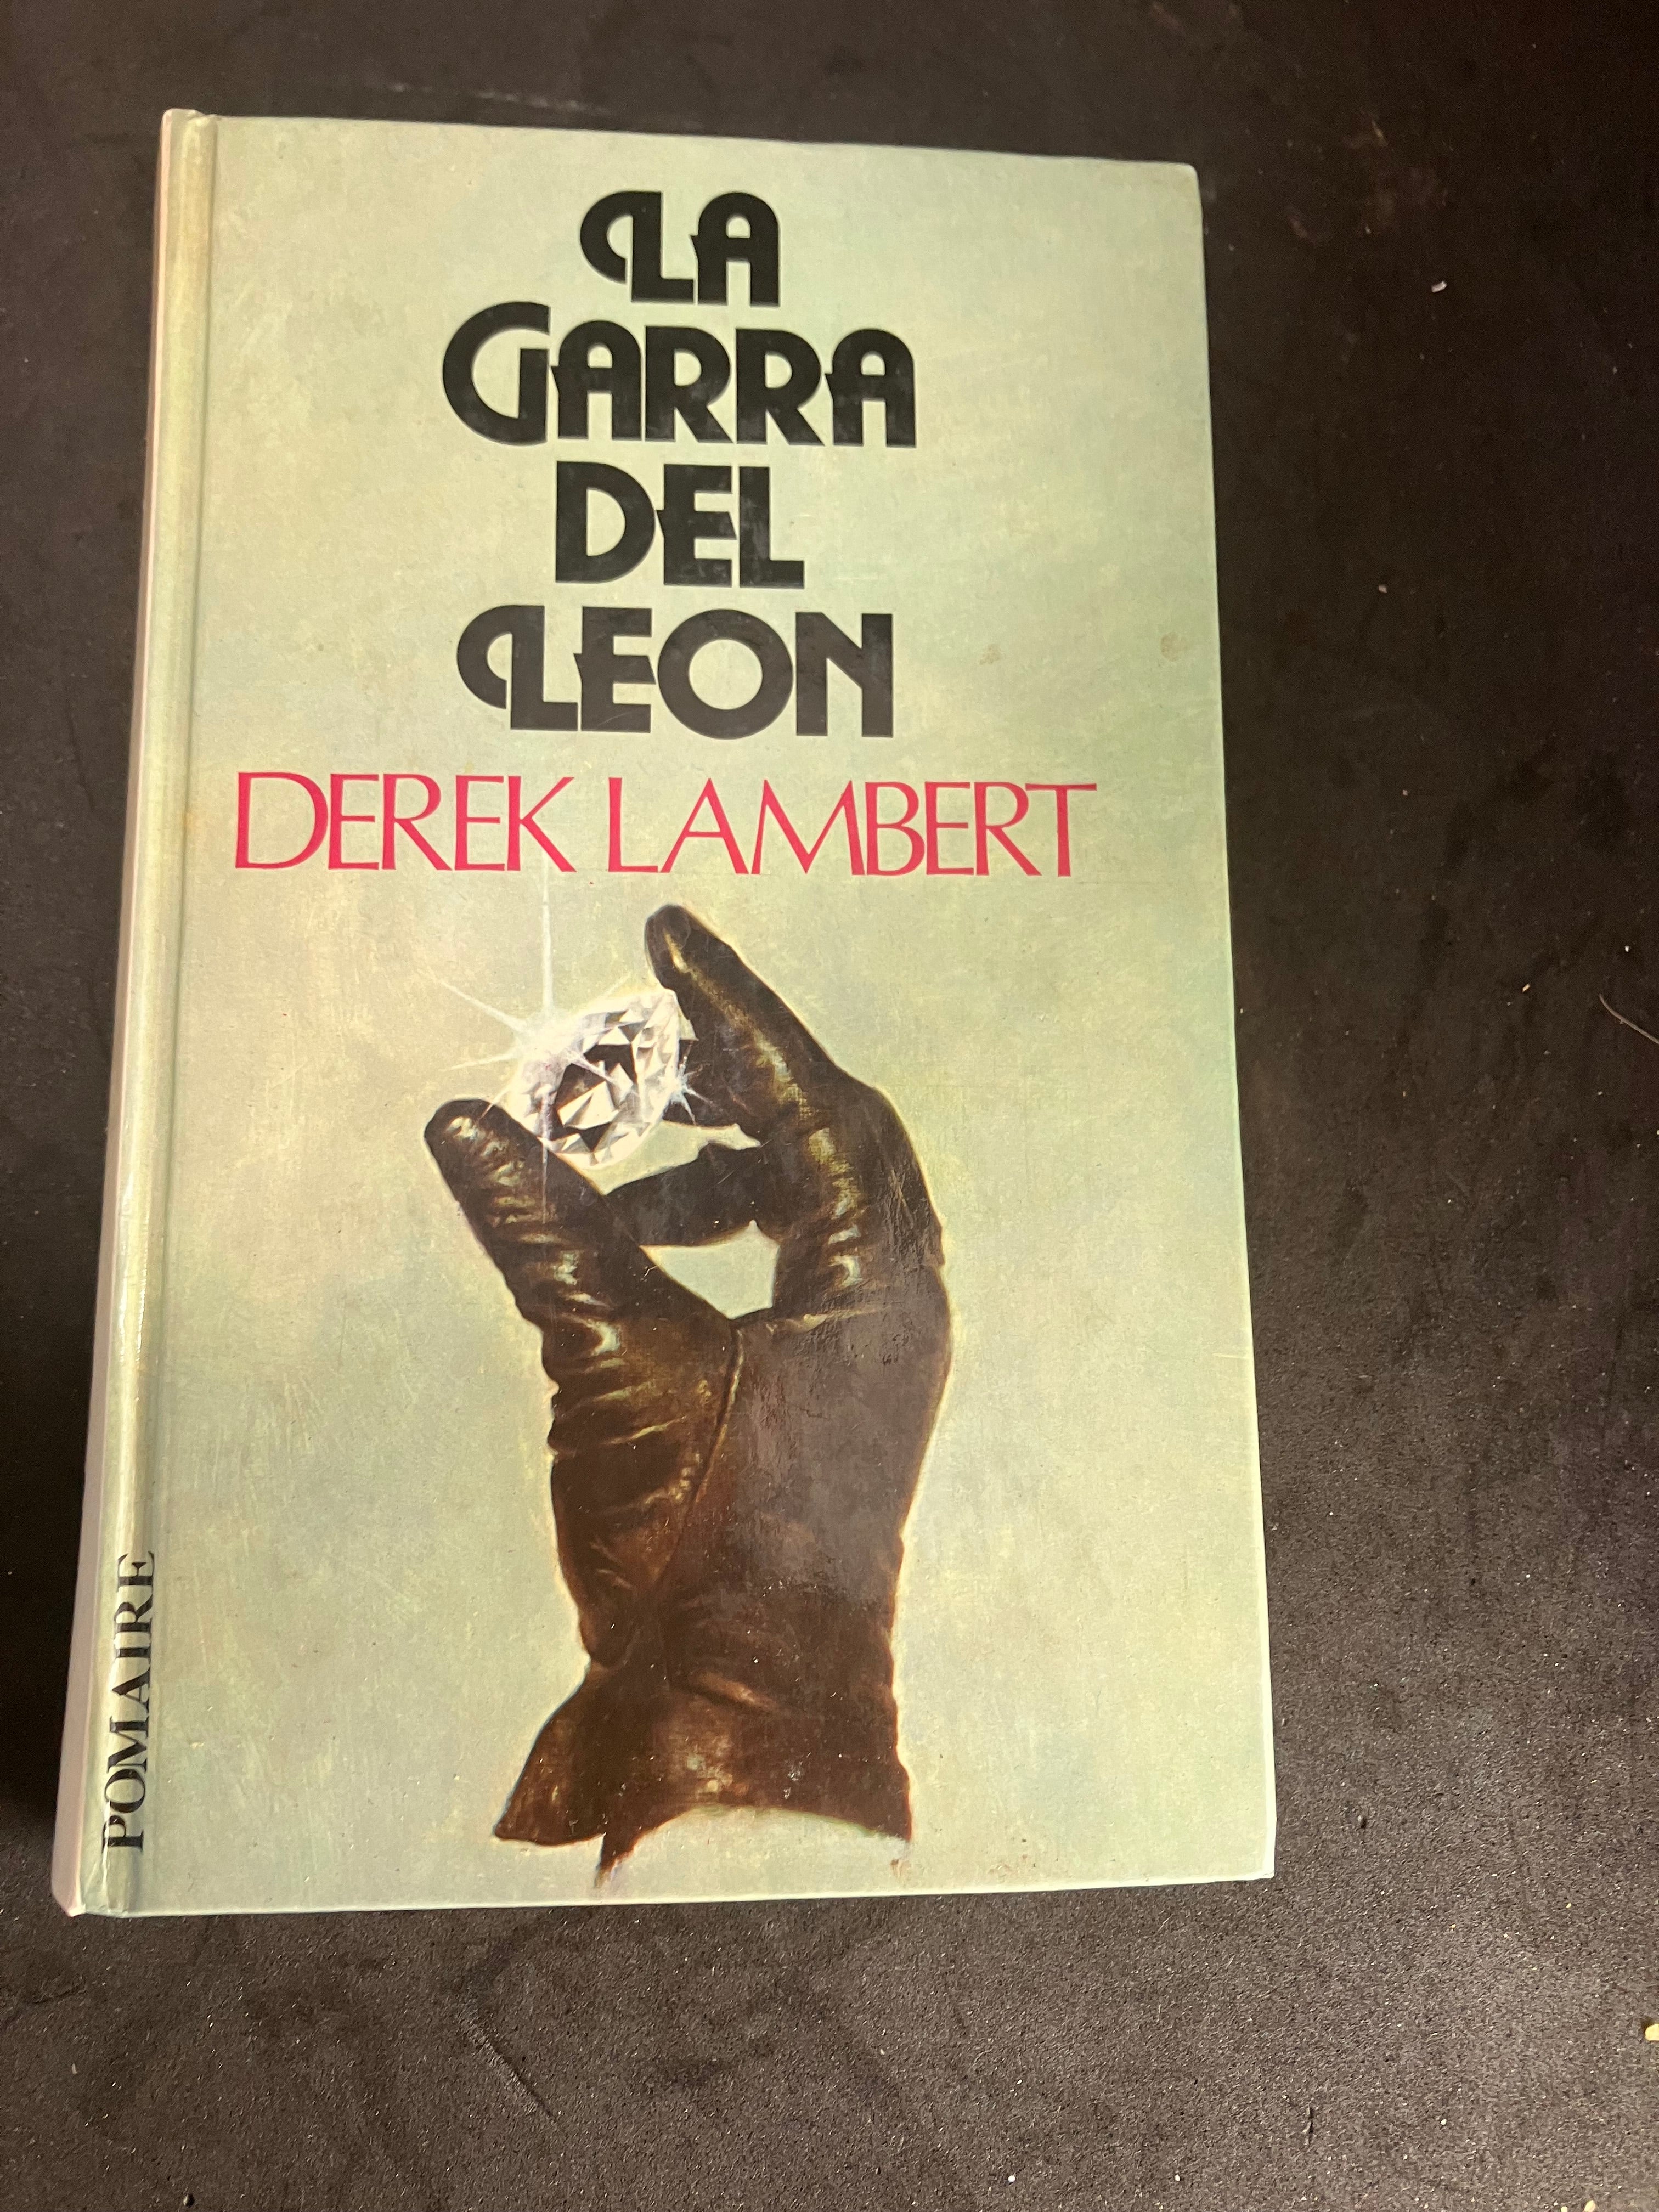 LA
GARRA
DEL
LEON
DEREK LAMBERT
POMAIRE